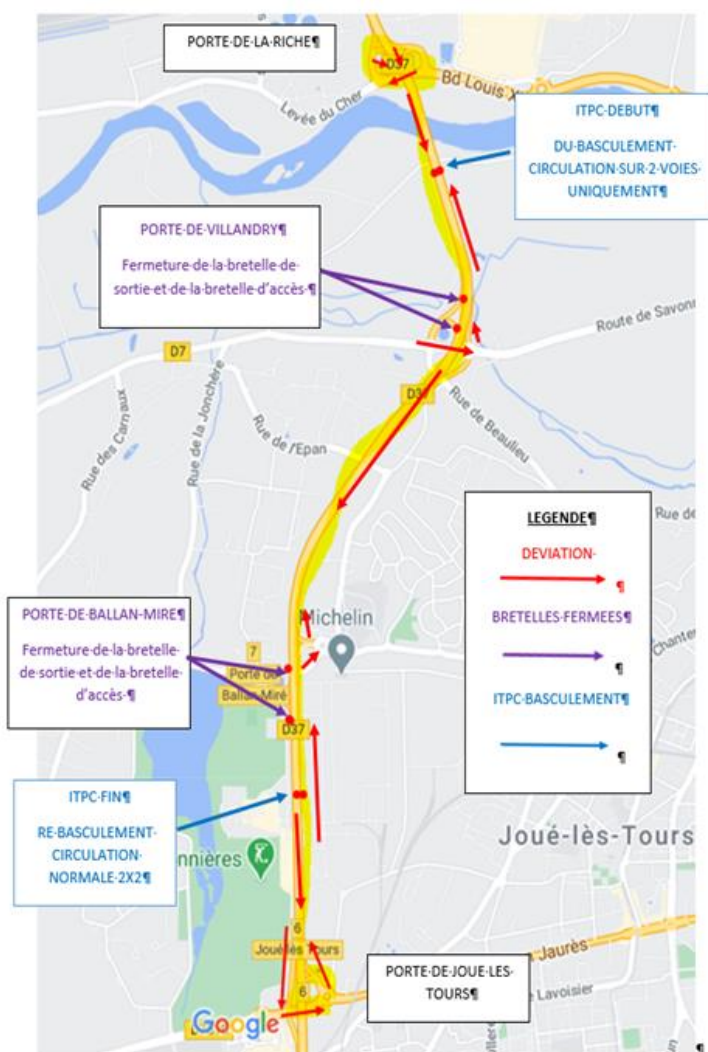 PORTE·DE·LA·RICHE¶
D37
Bd Louis X
Levée du Cher
ITPC·DEBUT¶
DU·BASCULEMENT·
CIRCULATION·SUR·2·VOIES·
UNIQUEMENT¶
PORTE·DE·VILLANDRY¶
Fermeture·de·la·bretelle·de·
sortie·et·de·la·bretelle·d'accès·¶
Route de Savonn
D7
D37
Rue de Beaulieu
Rue des Carnaux
Rue de la Jonchère
Rue de l'Epan
Rue de
LEGENDE¶
DEVIATION·
¶
BRETELLES·FERMEES¶
¶
ITPC·BASCULEMENT¶
¶
PORTE·DE·BALLAN-MIRE¶
Fermeture·de·la·bretelle·
de·sortie·et·de·la·bretelle·
d'accès·¶
Michelin
Chanter
7
Porte de
Ballan-Miré
D37
ITPC·FIN¶
RE-BASCULEMENT·
CIRCULATION·
NORMALE·2X2¶
Joué-lès-Tours
nnières
6
Joué lès Tours
Jaurès
6
PORTE·DE·JOUE·LES·
TOURS¶
Lavoisier
Google
¶